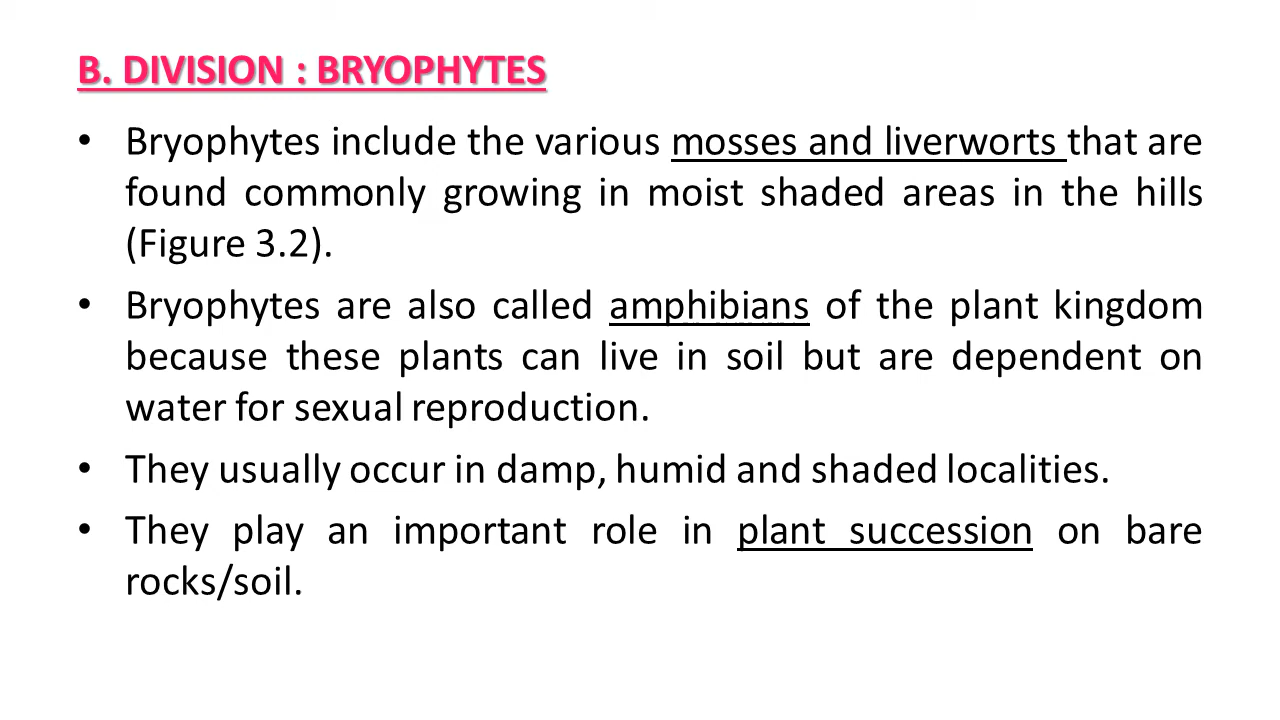 B. DIVISION : BRYOPHYTES
• Bryophytes include the various mosses and liverworts that are
found commonly growing in moist shaded areas in the hills
(Figure 3.2).
• Bryophytes are also called amphibians of the plant kingdom
because these plants can live in soil but are dependent on
water for sexual reproduction.
• They usually occur in damp, humid and shaded localities.
• They play an important role in plant succession on bare
rocks/soil.